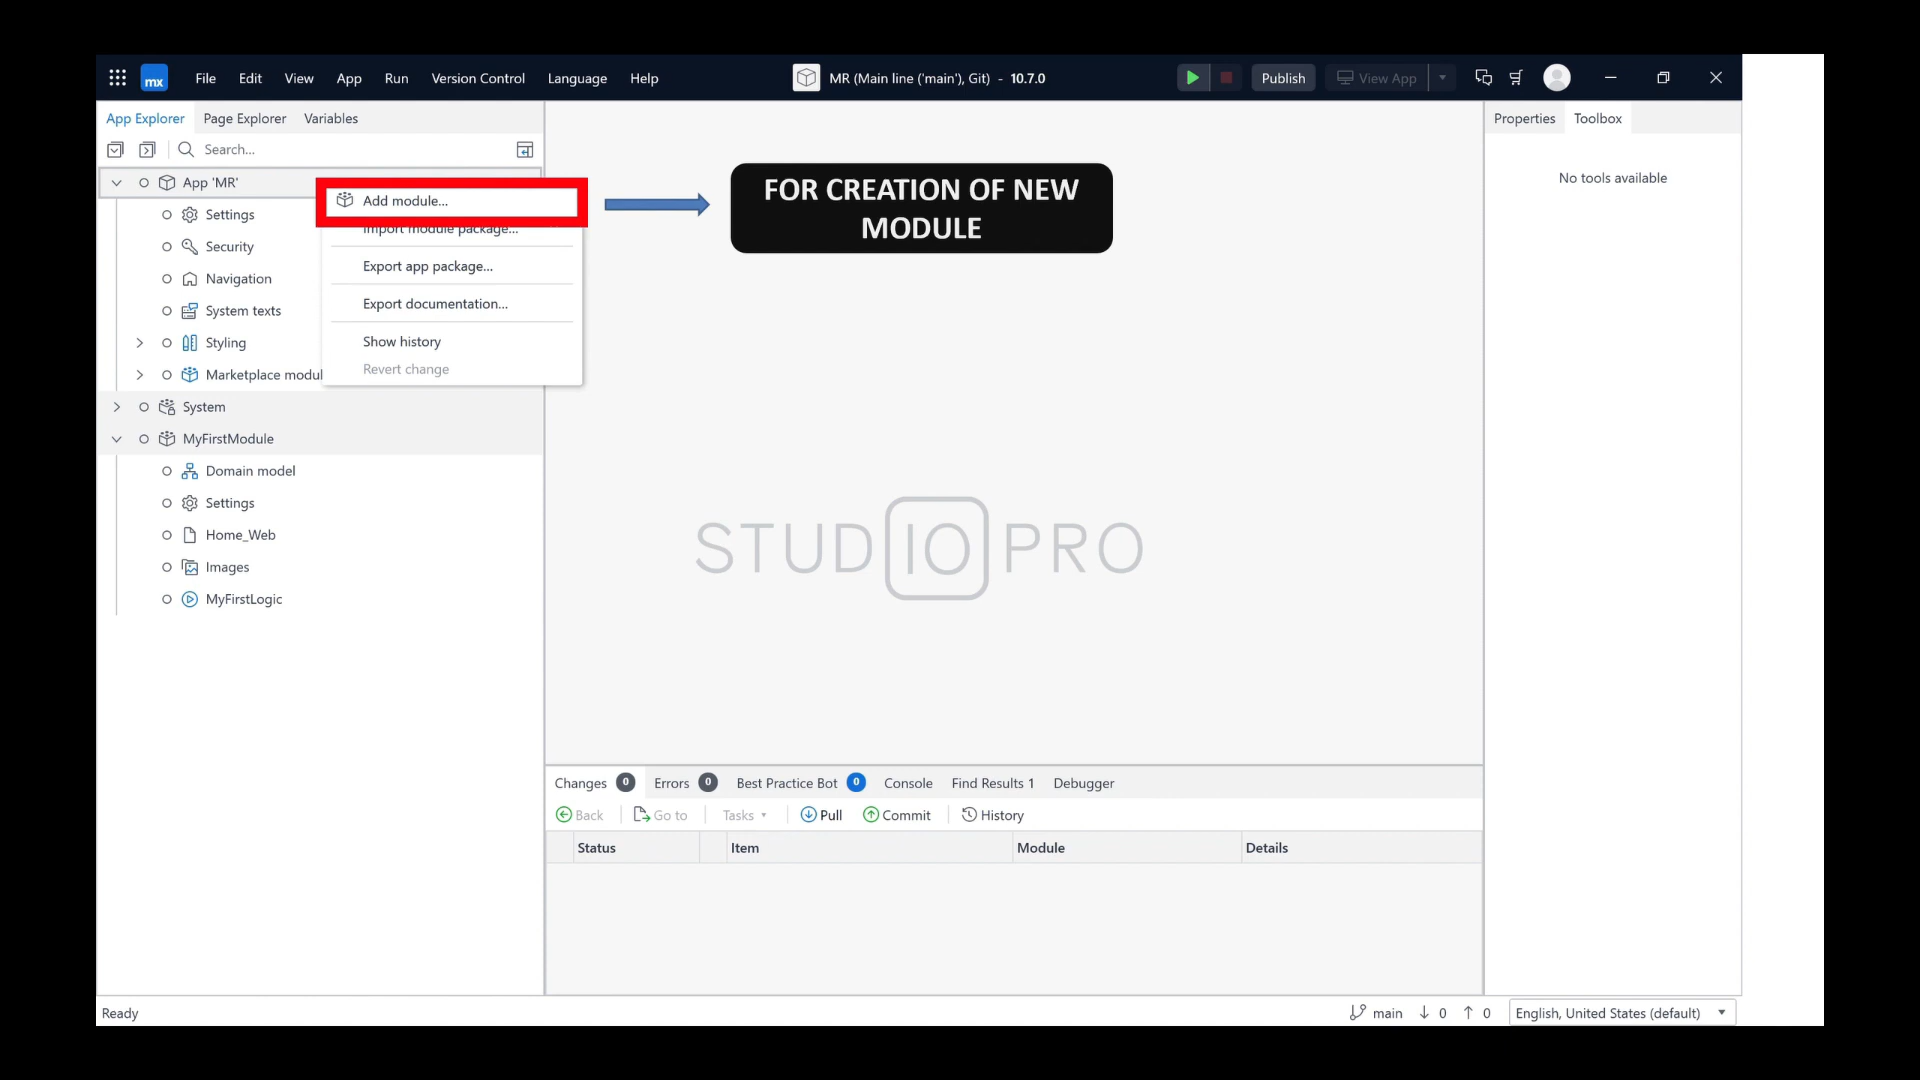 mx File Edit View App Run Version Control Language Help MR (Main line ('main'), Git) - 10.7.0 Publish View App
App Explorer Page Explorer Variables Properties Toolbox
Search...
No tools available
App 'MR'
Add module...
FOR CREATION OF NEW
MODULE
Settings
Import module package...
Security
Export app package...
Navigation
Export documentation...
System texts
Styling
Show history
Marketplace modul
Revert change
System
MyFirstModule
Domain model
Settings
Home_Web
STUDIO PRO
Images
MyFirstLogic
Changes 0 Errors 0 Best Practice Bot 0 Console Find Results 1 Debugger
Back Go to Tasks Pull Commit History
Status Item Module Details
Ready main 0 0 English, United States (default)